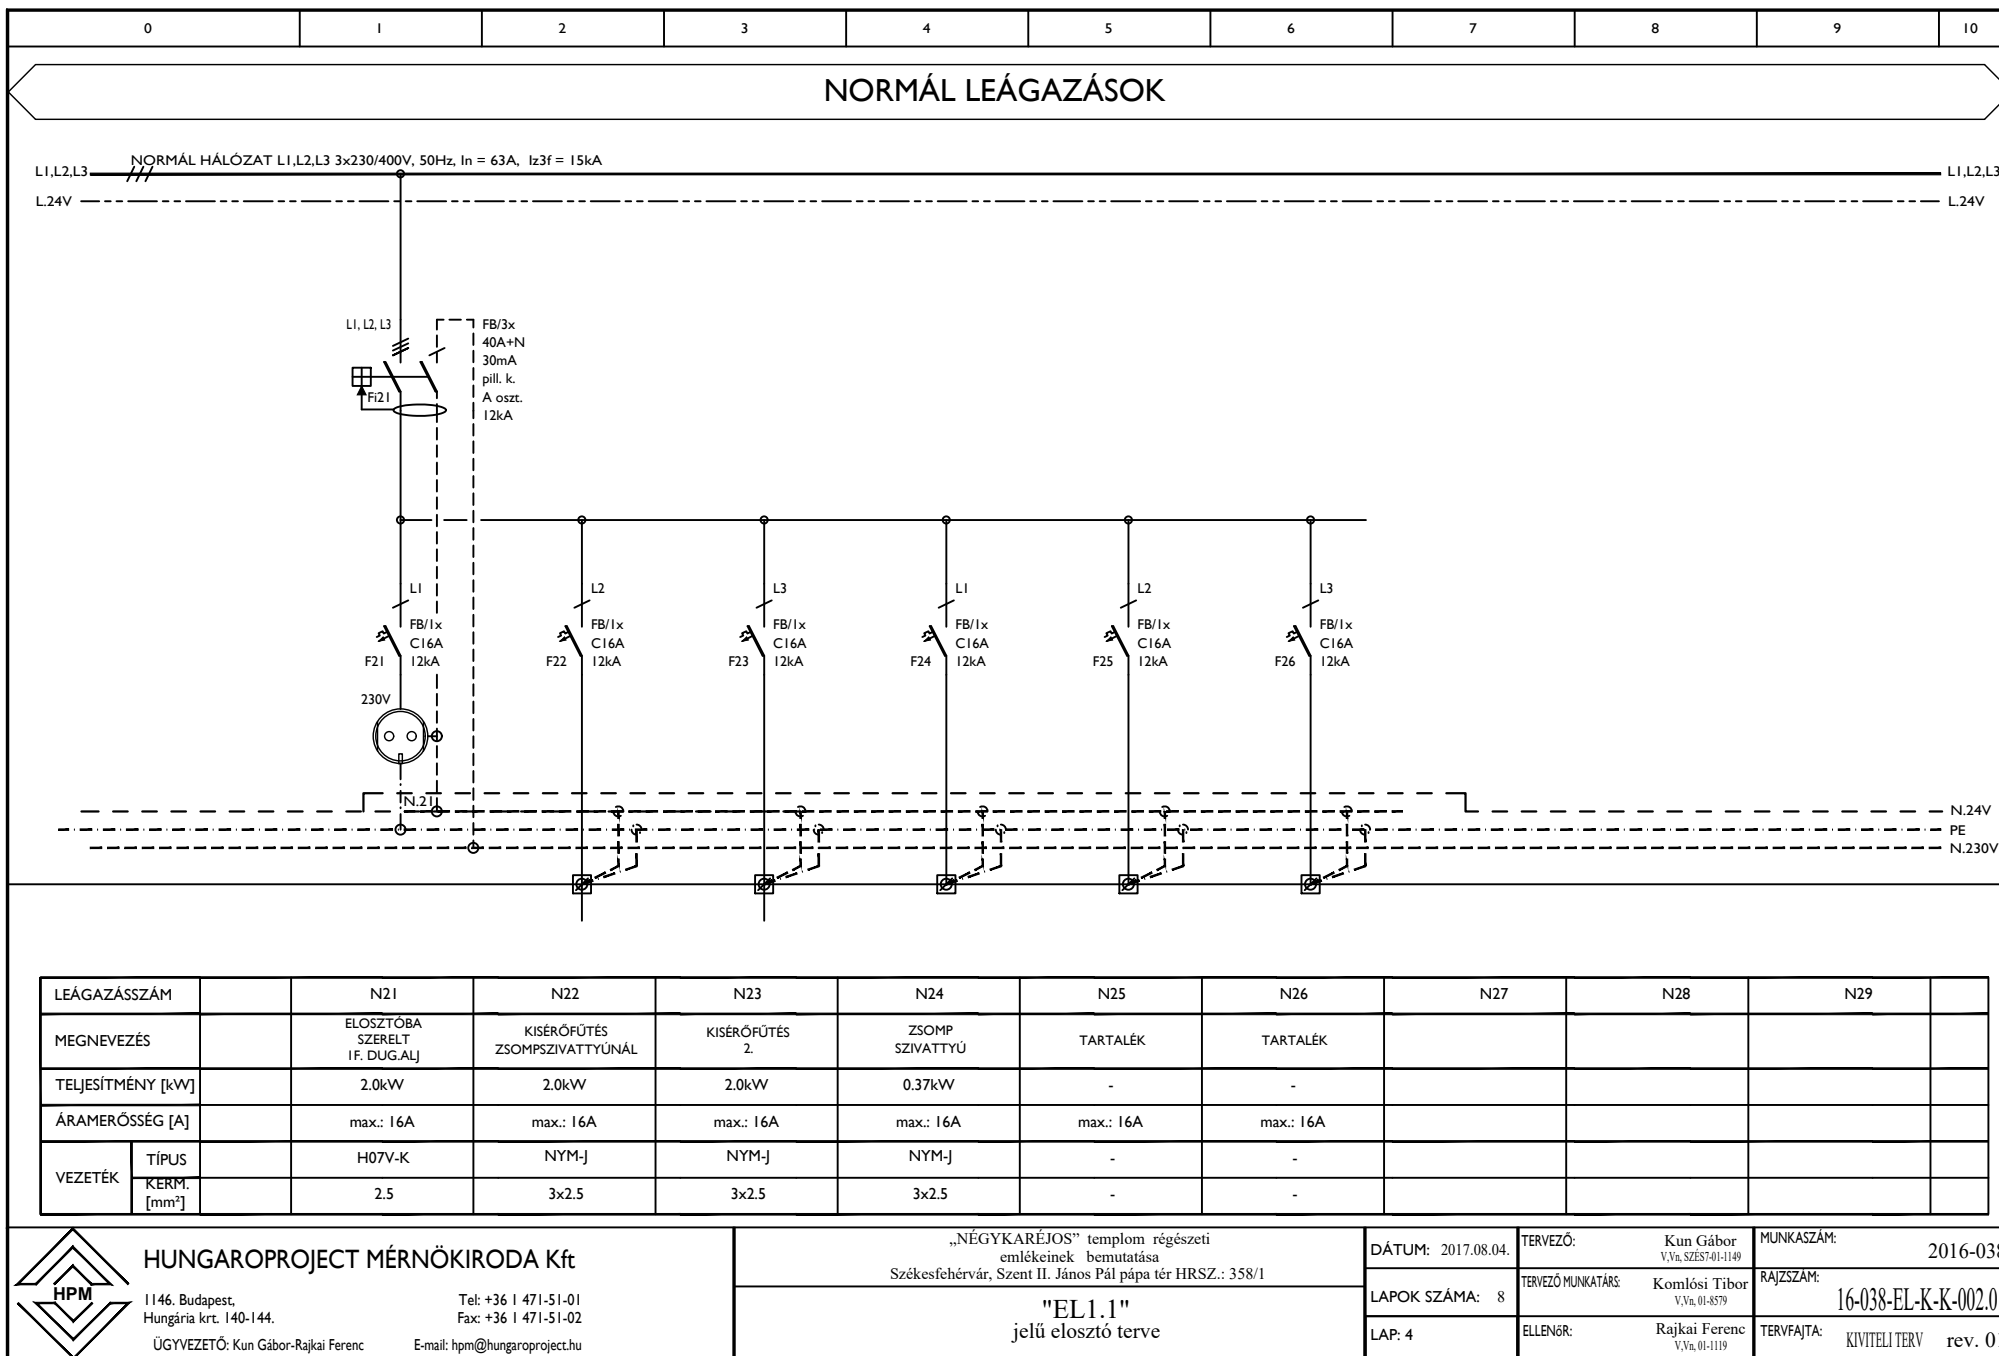 0 1 2 3 4 5 6 7 8 9 10
NORMÁL LEÁGAZÁSOK
NORMÁL HÁLÓZAT L1,L2,L3 3x230/400V, 50Hz, In = 63A, Iz3f = 15kA
L1,L2,L3 L1,L2,L3
L.24V L.24V
L1, L2, L3
FB/3x
40A+N
30mA
pill. k.
A oszt.
12kA
Fi21
L1 L2 L3 L1 L2 L3
FB/1x FB/1x FB/1x FB/1x FB/1x FB/1x
C16A C16A C16A C16A C16A C16A
F21 12kA F22 12kA F23 12kA F24 12kA F25 12kA F26 12kA
230V
N.21
N.24V
PE
N.230V
LEÁGAZÁSSZÁM N21 N22 N23 N24 N25 N26 N27 N28 N29
MEGNEVEZÉS
ELOSZTÓBA
SZERELT
1F. DUG.ALJ
KISÉRŐFŰTÉS
ZSOMPSZIVATTYÚNÁL
KISÉRŐFŰTÉS
2.
ZSOMP
SZIVATTYÚ
TARTALÉK
TARTALÉK
TELJESÍTMÉNY [kW] 2.0kW 2.0kW 2.0kW 0.37kW - -
ÁRAMERŐSSÉG [A] max.: 16A max.: 16A max.: 16A max.: 16A max.: 16A max.: 16A
VEZETÉK
TÍPUS H07V-K NYM-J NYM-J NYM-J - -
KERM.
[mm²] 2.5 3x2.5 3x2.5 3x2.5 - -
HPM
HUNGAROPROJECT MÉRNÖKIRODA Kft
1146. Budapest, Tel: +36 1 471-51-01
Hungária krt. 140-144. Fax: +36 1 471-51-02
ÜGYVEZETŐ: Kun Gábor-Rajkai Ferenc E-mail: hpm@hungaroproject.hu
„NÉGYKARÉJOS” templom régészeti
emlékeinek bemutatása
Székesfehérvár, Szent II. János Pál pápa tér HRSZ.: 358/1
"EL1.1"
jelű elosztó terve
DÁTUM: 2017.08.04.
LAPOK SZÁMA: 8
LAP: 4
TERVEZŐ: Kun Gábor
V,Vn, SZÉS7-01-1149
TERVEZŐ MUNKATÁRS: Komlósi Tibor
V,Vn, 01-8579
ELLENőR: Rajkai Ferenc
V,Vn, 01-1119
MUNKASZÁM:
2016-038
RAJZSZÁM:
16-038-EL-K-K-002.0
TERVFAJTA: KIVITELI TERV rev. 01